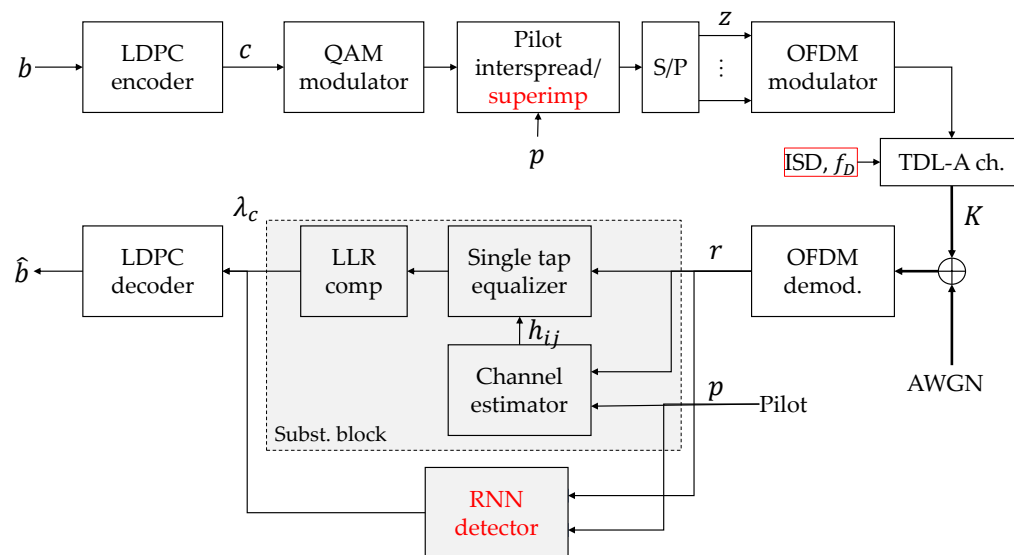 b
LDPC
encoder
c
QAM
modulator
Pilot
interspread/
superimp
p
S/P
z
⋮
OFDM
modulator
ISD, f_D
TDL-A ch.
K
λ_c
b̂
LDPC
decoder
LLR
comp
Single tap
equalizer
r
OFDM
demod.
h_ij
Channel
estimator
p
Pilot
AWGN
Subst. block
RNN
detector